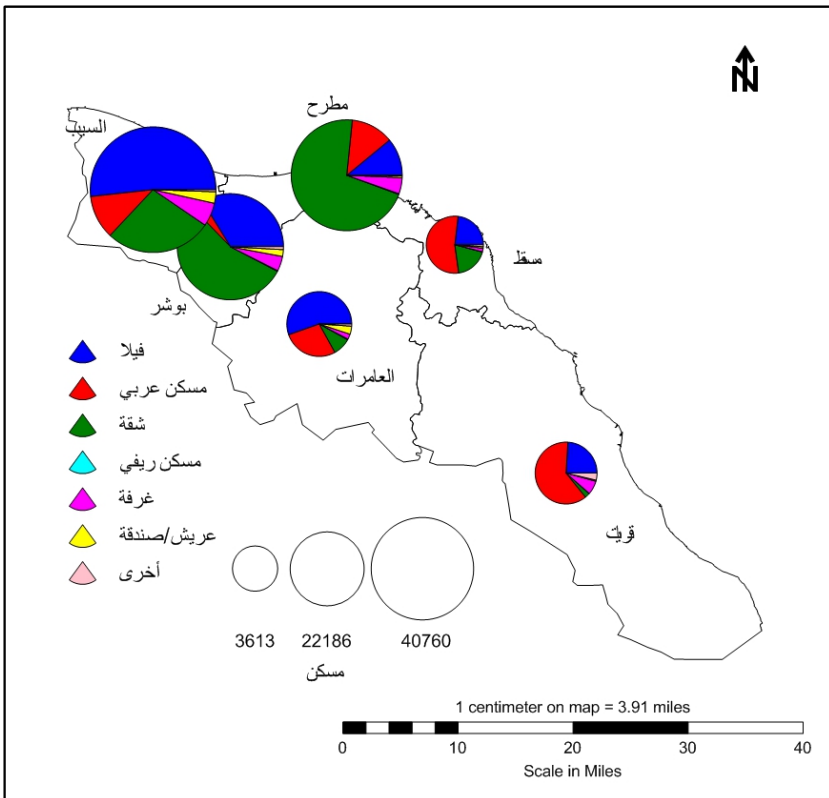 N
مطرح
السيب
مسقط
بوشر
العامرات
قريات
فيلا
مسكن عربي
شقة
مسكن ريفي
غرفة
عريش/صندقة
أخرى
3613 22186 40760
مسكن
1 centimeter on map = 3.91 miles
0 10 20 30 40
Scale in Miles